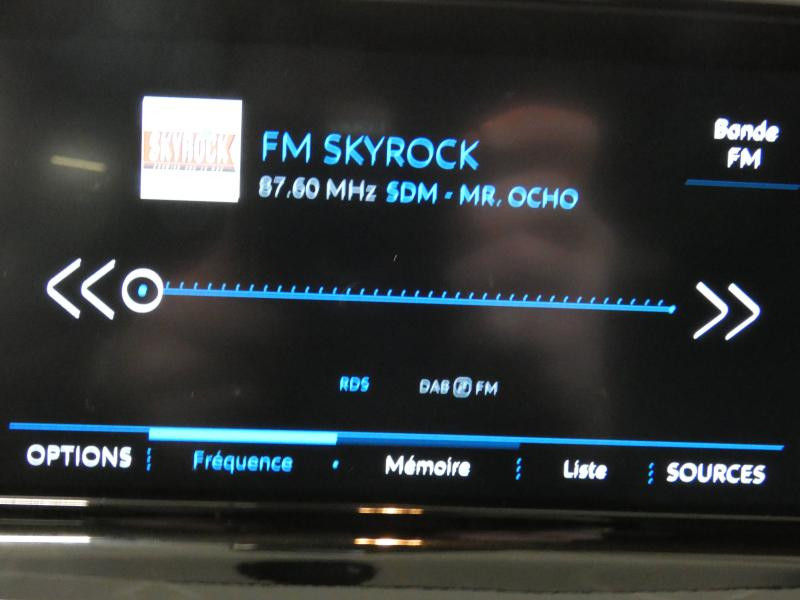 SKYROCK
FM SKYROCK
87.60 MHz SDM - MR. OCHO
Bande
FM
RDS
DAB FM
OPTIONS
Fréquence
Mémoire
Liste
SOURCES